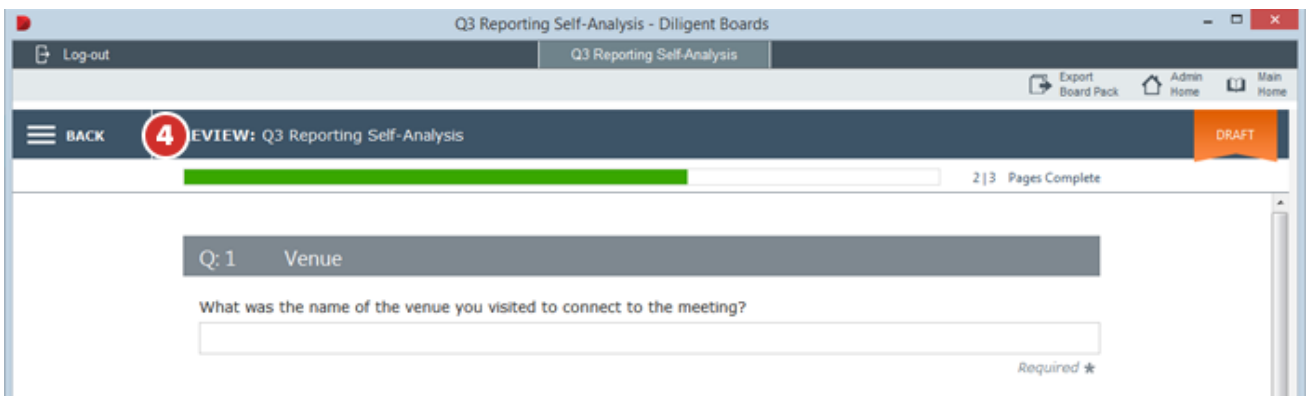 Q3 Reporting Self-Analysis - Diligent Boards
Log-out
Q3 Reporting Self-Analysis
Export
Board Pack
Admin
Home
Main
Home
BACK
4
EVIEW: Q3 Reporting Self-Analysis
DRAFT
2|3 Pages Complete
Q: 1 Venue
What was the name of the venue you visited to connect to the meeting?
Required *